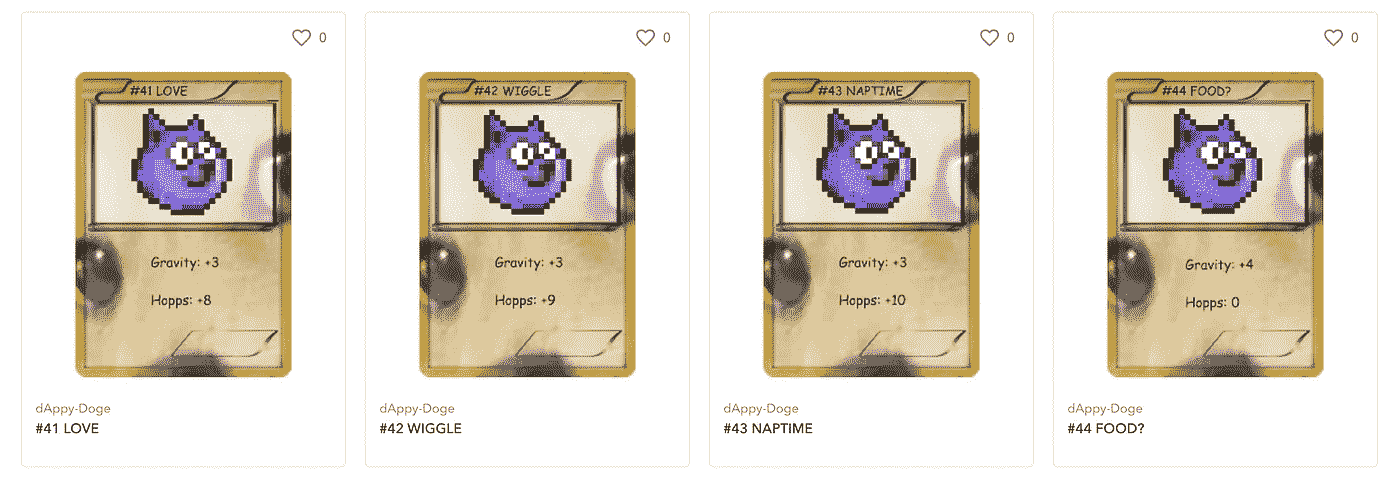 0
#41 LOVE
Gravity: +3
Hopps: +8
dAppy-Doge
#41 LOVE
0
#42 WIGGLE
Gravity: +3
Hopps: +9
dAppy-Doge
#42 WIGGLE
0
#43 NAPTIME
Gravity: +3
Hopps: +10
dAppy-Doge
#43 NAPTIME
0
#44 FOOD?
Gravity: +4
Hopps: 0
dAppy-Doge
#44 FOOD?